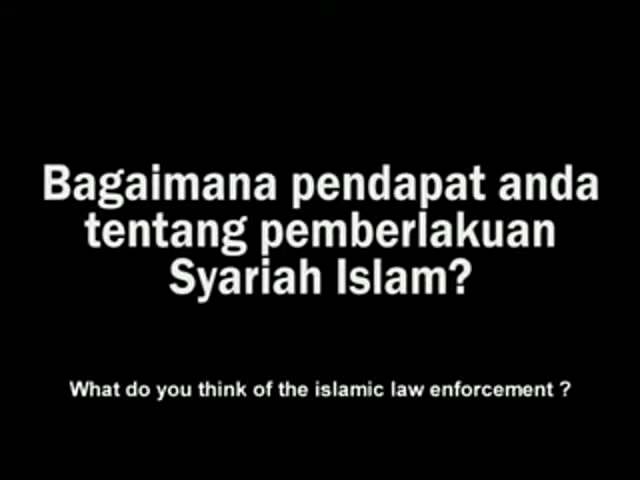 Bagaimana pendapat anda
tentang pemberlakuan
Syariah Islam?
What do you think of the islamic law enforcement ?